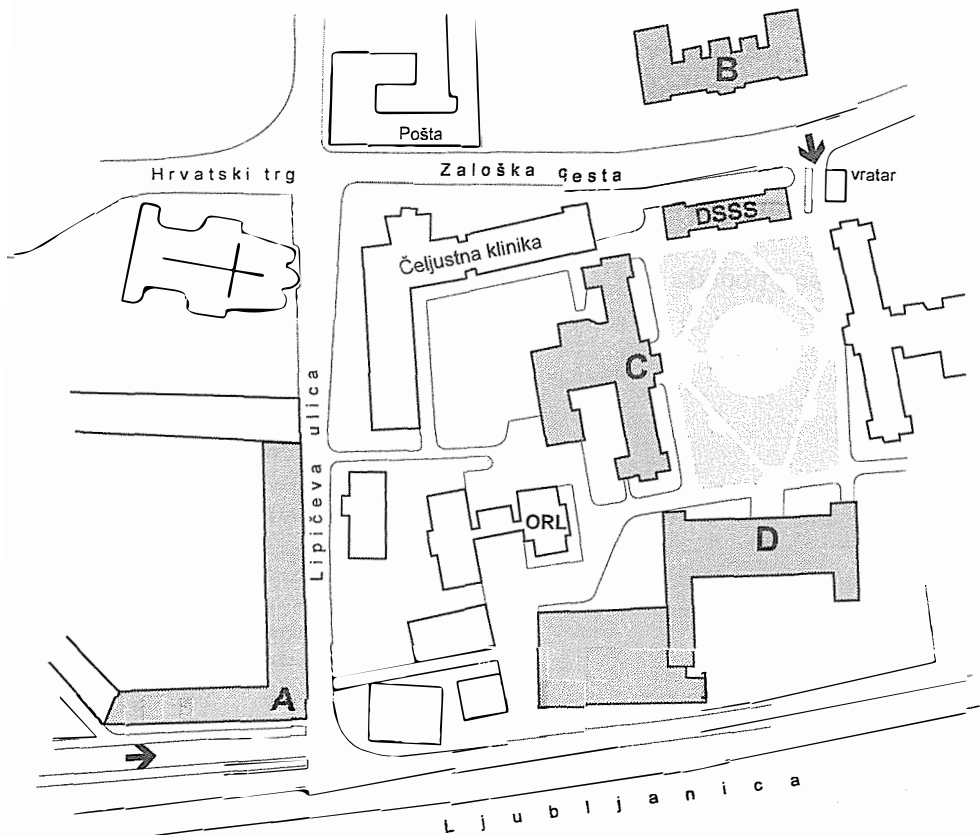 B
Pošta
Hrvatski trg
Zaloška cesta
vratar
DSSS
Čeljustna klinika
C
Lipičeva ulica
ORL
D
A
Ljubljanica